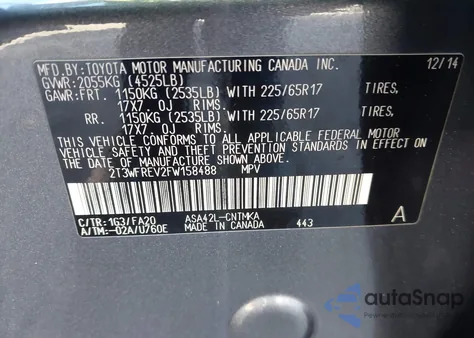 MFD.BY:TOYOTA MOTOR MANUFACTURING CANADA INC. 12/14
GVWR:2055KG (4525LB)
GAWR:FRT. 1150KG (2535LB) WITH 225/65R17 TIRES,
17X7. 0J RIMS.
RR. 1150KG (2535LB) WITH 225/65R17 TIRES,
17X7. 0J RIMS.
THIS VEHICLE CONFORMS TO ALL APPLICABLE FEDERAL MOTOR
VEHICLE SAFETY AND THEFT PREVENTION STANDARDS IN EFFECT
ON THE DATE OF MANUFACTURE SHOWN ABOVE.
2T3WFREV2FW158488 MPV
C/TR:163/FA20 ASA42L-CNTMKA
A/TM:-02A/U760E MADE IN CANADA 443 A
autoSnap